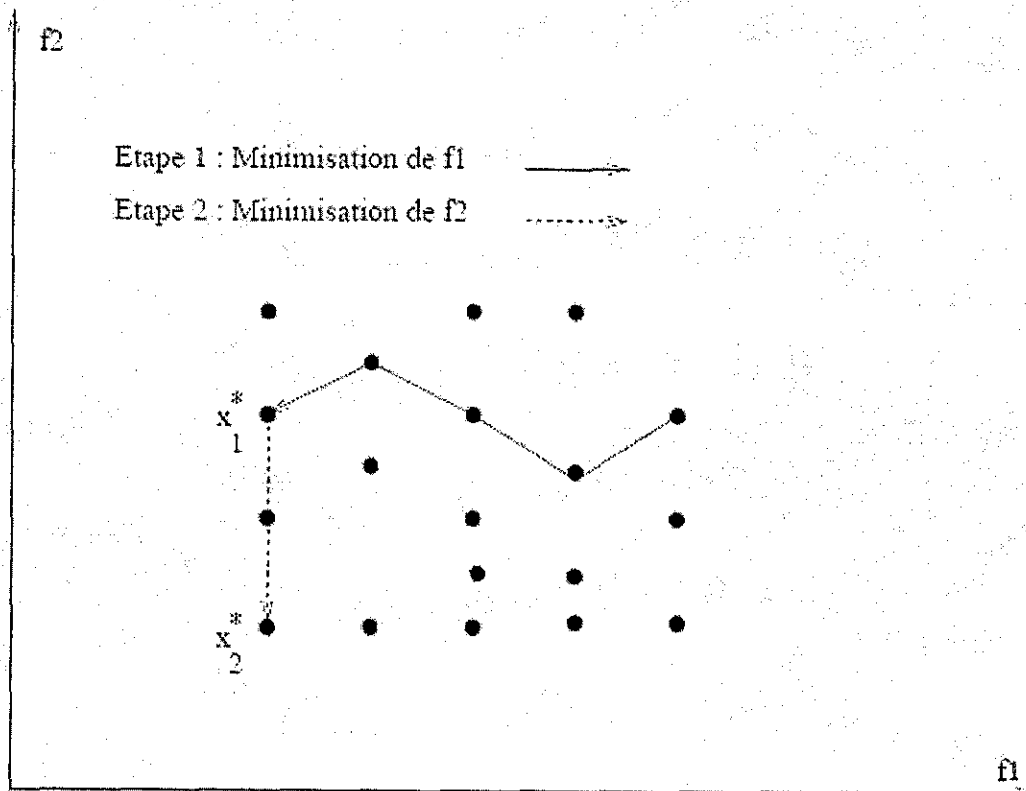 f2
Etape 1 : Minimisation de f1
Etape 2 : Minimisation de f2
x*1
x*2
f1